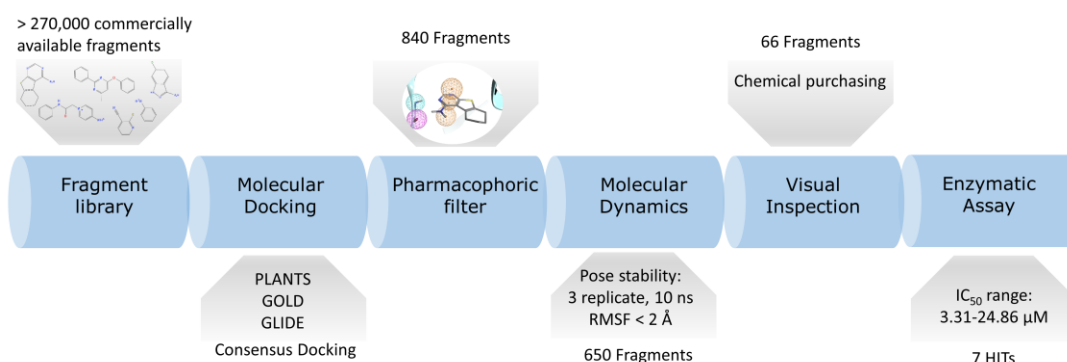 > 270,000 commercially
available fragments
840 Fragments
66 Fragments
Chemical purchasing
Fragment
library
Molecular
Docking
Pharmacophoric
filter
Molecular
Dynamics
Visual
Inspection
Enzymatic
Assay
PLANTS
GOLD
GLIDE
Consensus Docking
Pose stability:
3 replicate, 10 ns
RMSF < 2 Å
650 Fragments
IC50 range:
3.31-24.86 µM
7 HITs